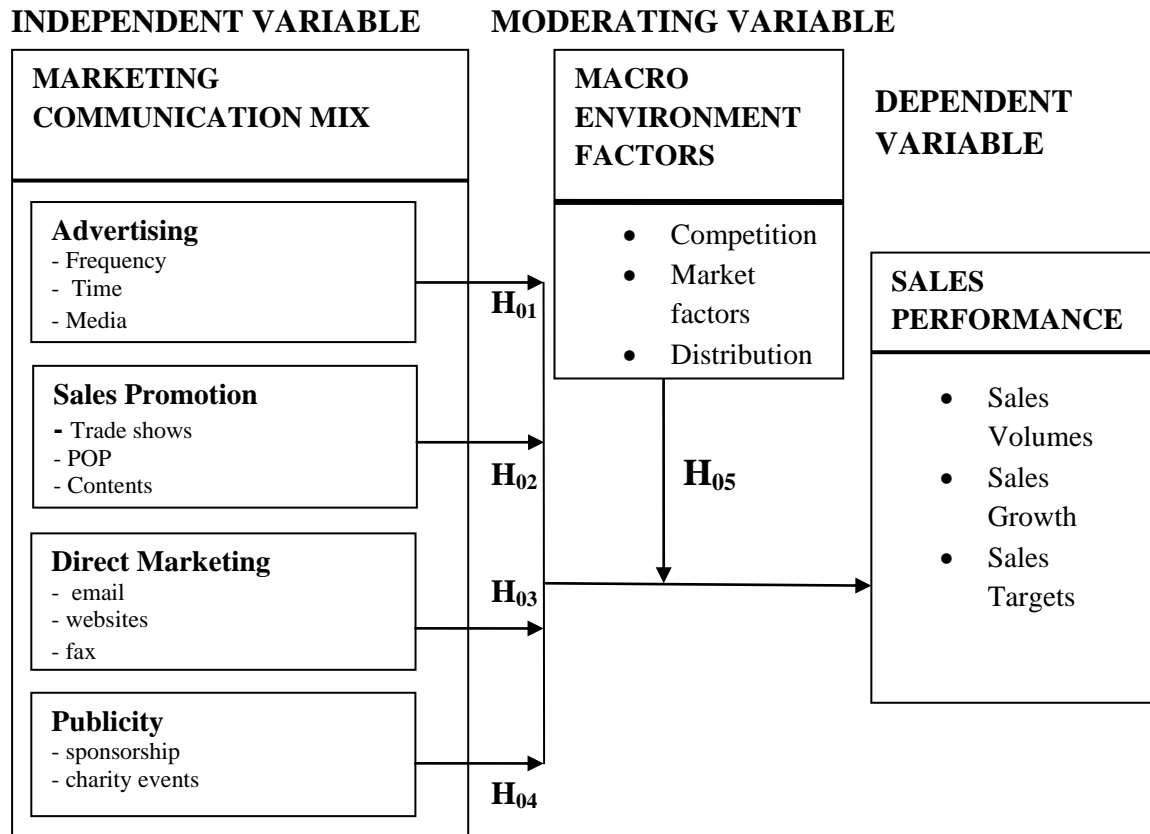 INDEPENDENT VARIABLE
MARKETING
COMMUNICATION MIX
Advertising
- Frequency
- Time
- Media
Sales Promotion
- Trade shows
- POP
- Contents
Direct Marketing
- email
- websites
- fax
Publicity
- sponsorship
- charity events
H01
H02
H03
H04
MODERATING VARIABLE
MACRO
ENVIRONMENT
FACTORS
• Competition
• Market
factors
• Distribution
H05
DEPENDENT
VARIABLE
SALES
PERFORMANCE
• Sales
Volumes
• Sales
Growth
• Sales
Targets